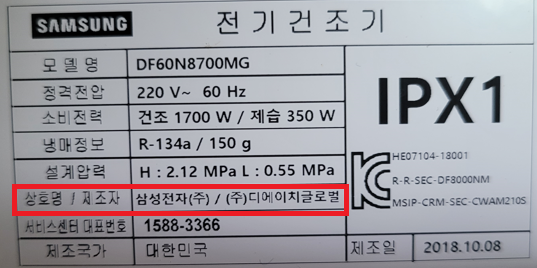 SAMSUNG 전기건조기
모델명 DF60N8700MG
정격전압 220 V~ 60 Hz
소비전력 건조 1700 W / 제습 350 W
냉매정보 R-134a / 150 g
설계압력 H : 2.12 MPa L : 0.55 MPa
상호명 / 제조자 삼성전자(주) / (주)디에이치글로벌
서비스센터 대표번호 1588-3366
제조국가 대한민국
IPX1
HE07104-18001
R-R-SEC-DF8000NM
MSIP-CRM-SEC-CWAM210S
제조일 2018.10.08